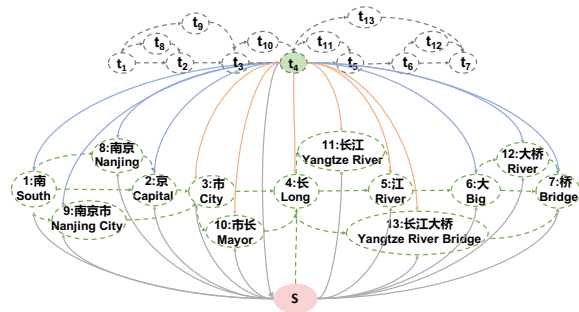 t9
t13
t8
t10
t11
t12
t1
t2
t3
t4
t5
t6
t7
8:南京
Nanjing
11:长江
Yangtze River
12:大桥
River
1:南
South
2:京
Capital
3:市
City
4:长
Long
5:江
River
6:大
Big
7:桥
Bridge
9:南京市
Nanjing City
10:市长
Mayor
13:长江大桥
Yangtze River Bridge
S